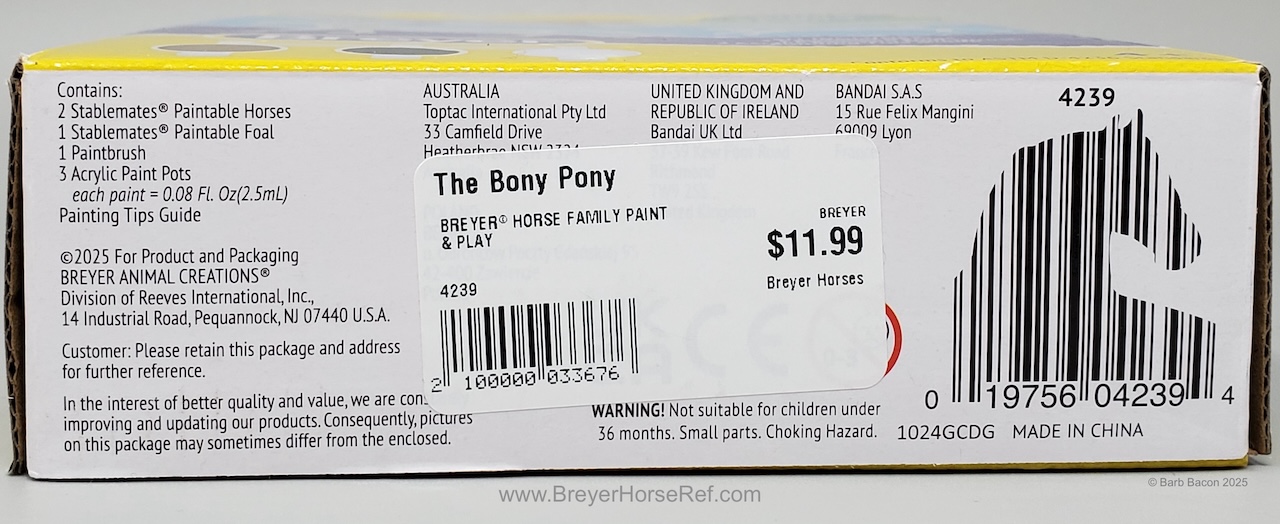 Contains:
2 Stablemates® Paintable Horses
1 Stablemates® Paintable Foal
1 Paintbrush
3 Acrylic Paint Pots
each paint = 0.08 Fl. Oz(2.5mL)
Painting Tips Guide
©2025 For Product and Packaging
BREYER ANIMAL CREATIONS®
Division of Reeves International, Inc.,
14 Industrial Road, Pequannock, NJ 07440 U.S.A.
Customer: Please retain this package and address
for further reference.
In the interest of better quality and value, we are con
improving and updating our products. Consequently, pictures
on this package may sometimes differ from the enclosed.
AUSTRALIA
Toptac International Pty Ltd
33 Camfield Drive
Heatherbrae NSW 2324
UNITED KINGDOM AND
REPUBLIC OF IRELAND
Bandai UK Ltd
BANDAI S.A.S
15 Rue Felix Mangini
69009 Lyon
The Bony Pony
BREYER® HORSE FAMILY PAINT
& PLAY
BREYER
$11.99
Breyer Horses
4239
2 100000 033676
WARNING! Not suitable for children under
36 months. Small parts. Choking Hazard.
4239
0 19756 04239 4
1024GCDG MADE IN CHINA
www.BreyerHorseRef.com
© Barb Bacon 2025